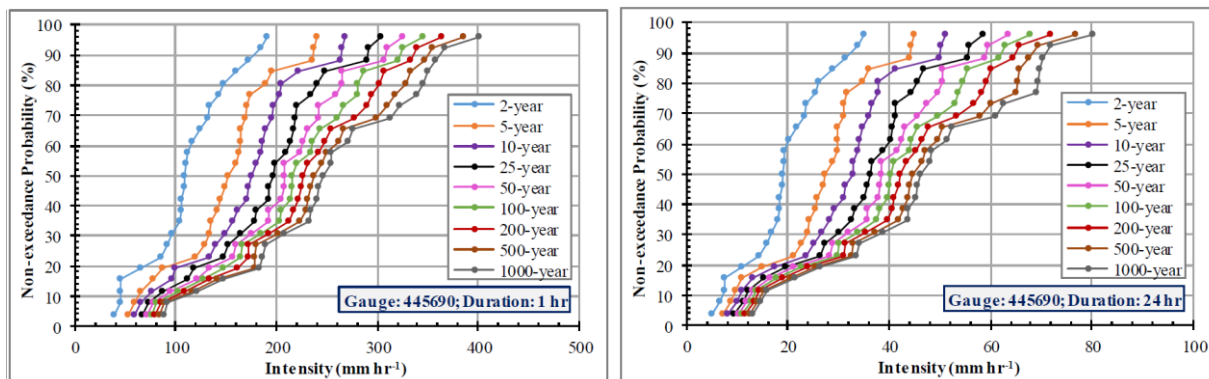 Non-exceedance Probability (%)
100
90
80
70
60
50
40
30
20
10
0
2-year
5-year
10-year
25-year
50-year
100-year
200-year
500-year
1000-year
Gauge: 445690; Duration: 1 hr
0 100 200 300 400 500
Intensity (mm hr⁻¹)
Non-exceedance Probability (%)
100
90
80
70
60
50
40
30
20
10
0
2-year
5-year
10-year
25-year
50-year
100-year
200-year
500-year
1000-year
Gauge: 445690; Duration: 24 hr
0 20 40 60 80 100
Intensity (mm hr⁻¹)